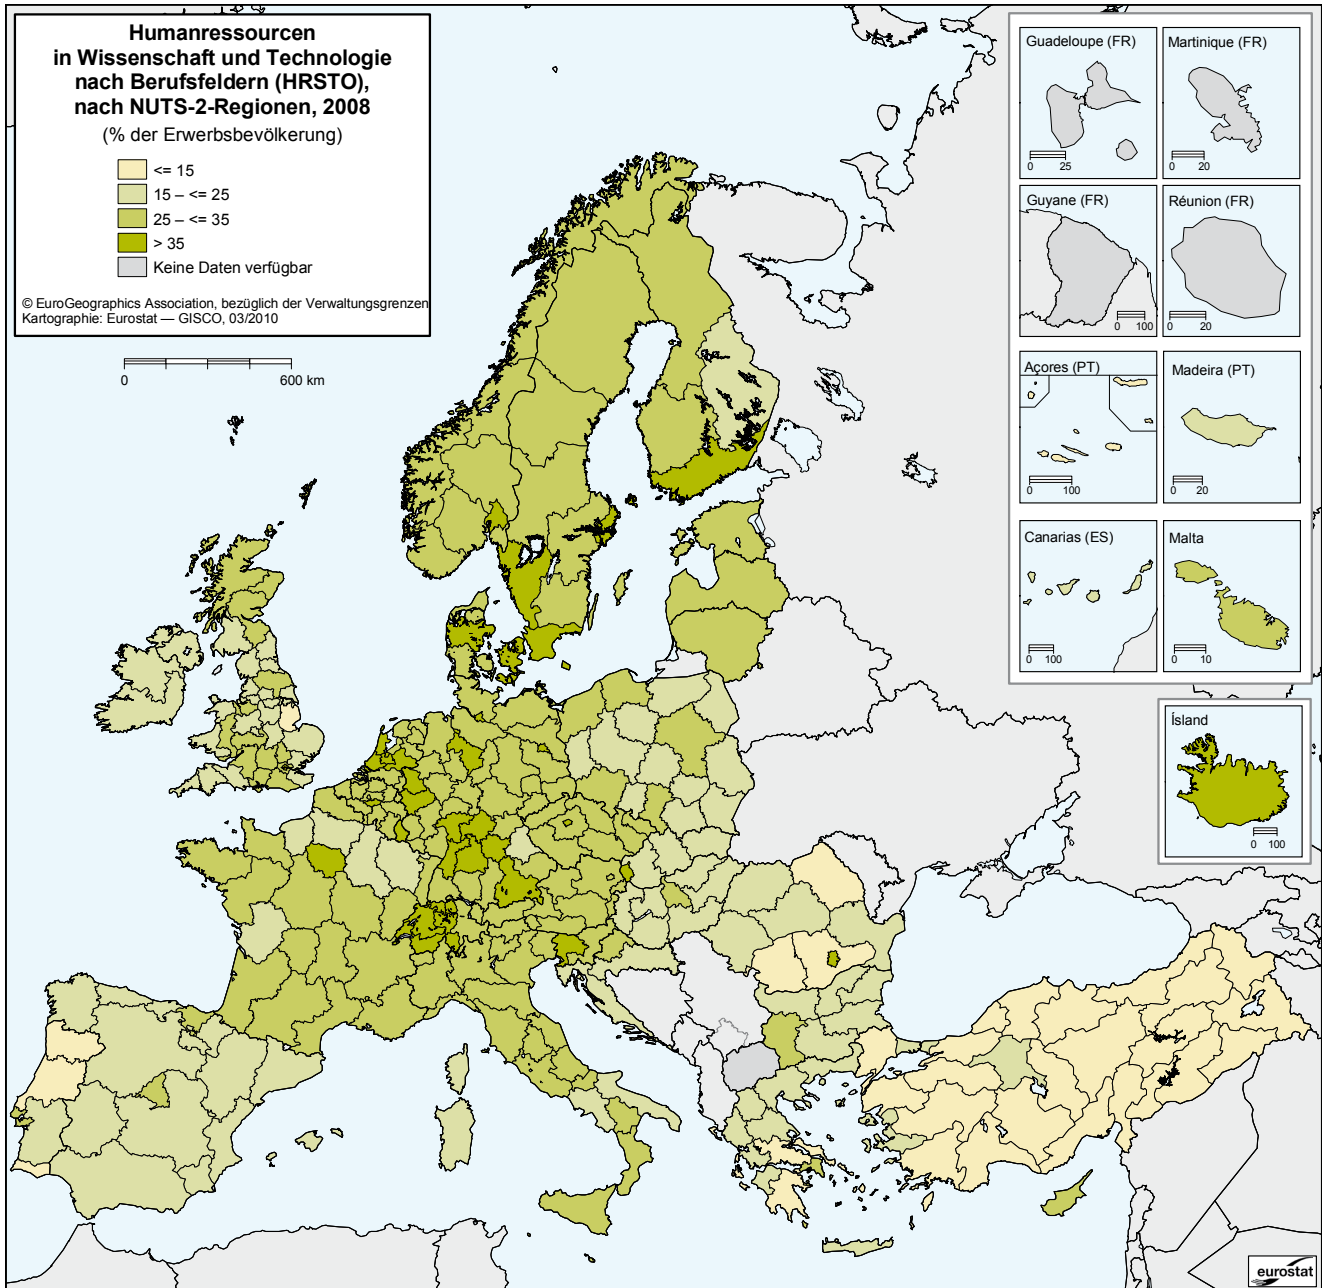 Humanressourcen
in Wissenschaft und Technologie
nach Berufsfeldern (HRSTO),
nach NUTS-2-Regionen, 2008
(% der Erwerbsbevölkerung)
<= 15
15 – <= 25
25 – <= 35
> 35
Keine Daten verfügbar
© EuroGeographics Association, bezüglich der Verwaltungsgrenzen
Kartographie: Eurostat — GISCO, 03/2010
0 600 km
Guadeloupe (FR)
0 25
Martinique (FR)
0 20
Guyane (FR)
0 100
Réunion (FR)
0 20
Açores (PT)
0 100
Madeira (PT)
0 20
Canarias (ES)
0 100
Malta
0 10
Ísland
0 100
eurostat